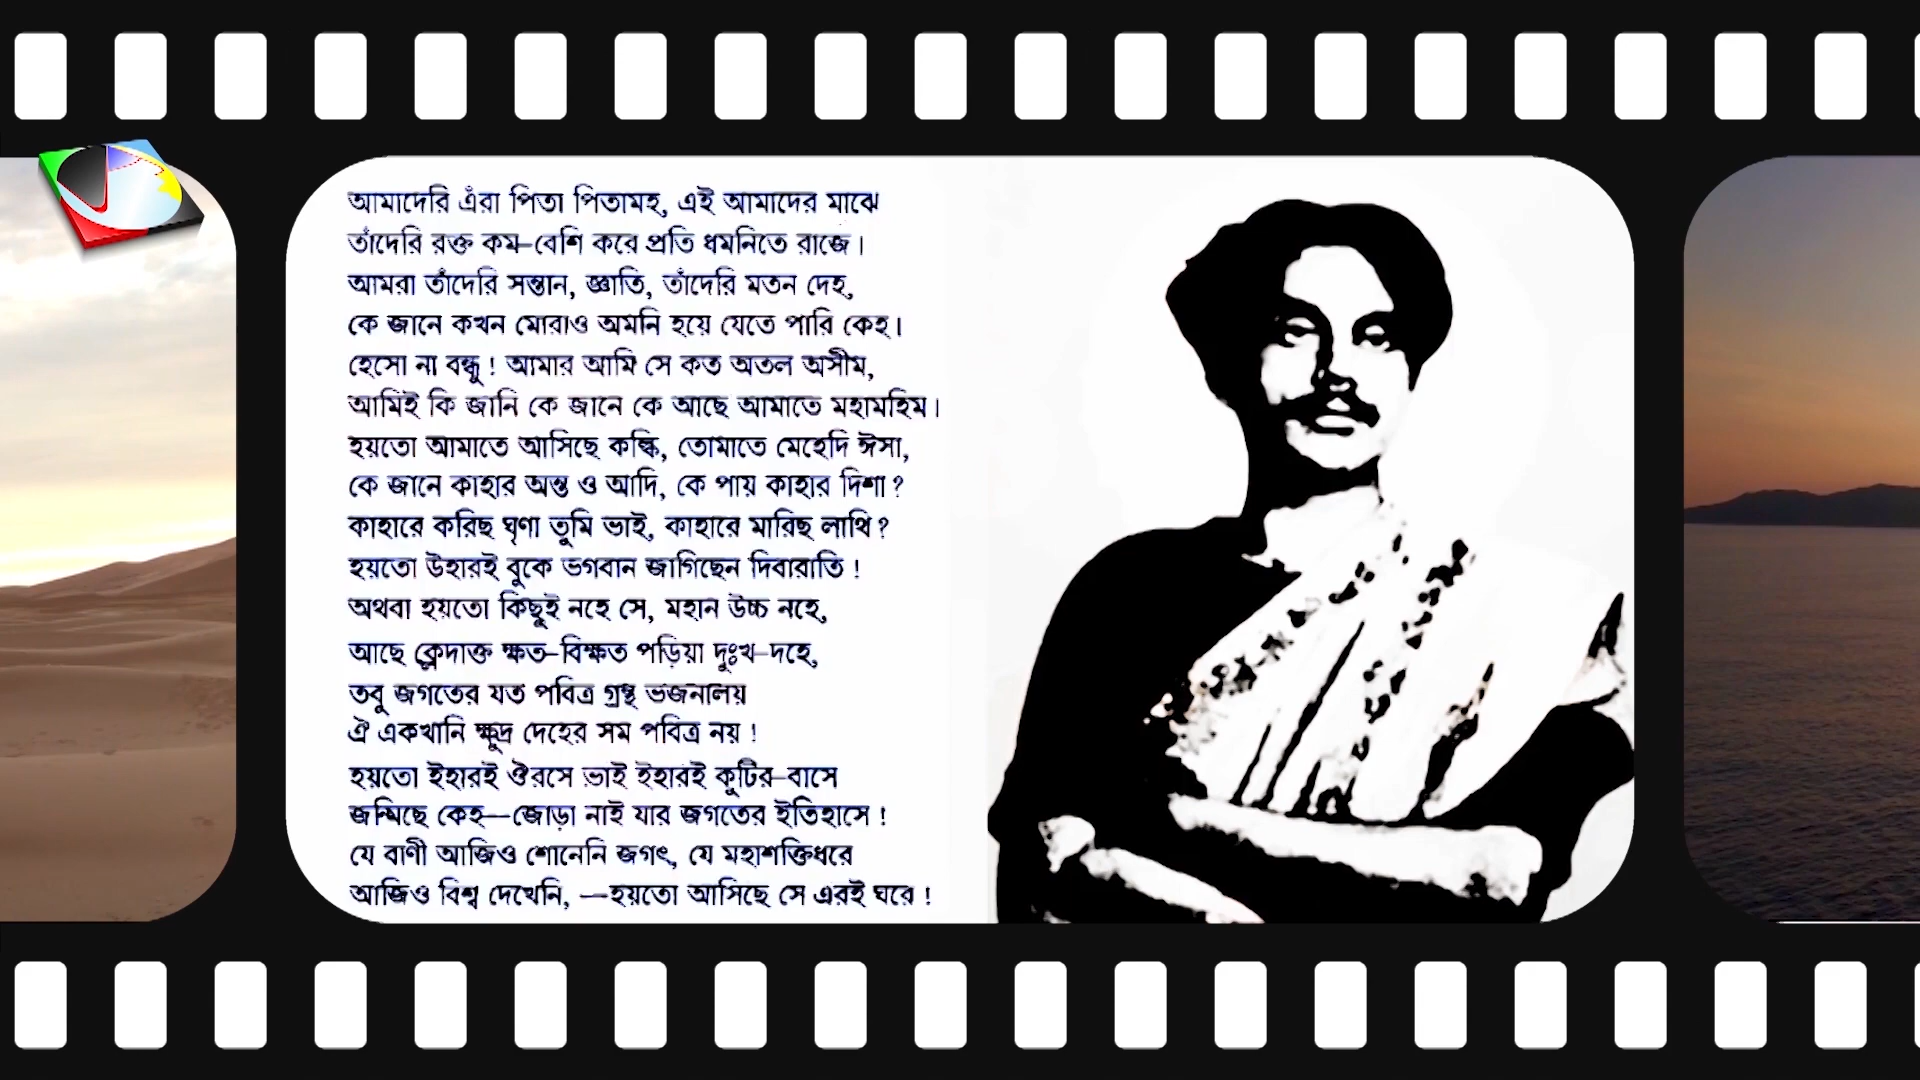 আমাদেরি এঁরা পিতা পিতামহ, এই আমাদের মাঝে
তাঁদেরি রক্ত কম-বেশি করে প্রতি ধমনিতে রাজে।
আমরা তাঁদেরি সন্তান, জ্ঞাতি, তাঁদেরি মতন দেহ,
কে জানে কখন মোরাও অমনি হয়ে যেতে পারি কেহ।
হেসো না বন্ধু! আমার আমি সে কত অতল অসীম,
আমিই কি জানি কে জানে কে আছে আমাতে মহামহিম।
হয়তো আমাতে আসিছে কল্কি, তোমাতে মেহেদি ঈসা,
কে জানে কাহার অন্ত ও আদি, কে পায় কাহার দিশা?
কাহারে করিছ ঘৃণা তুমি ভাই, কাহারে মারিছ লাথি?
হয়তো উহারই বুকে ভগবান জাগিছেন দিবারাতি!
অথবা হয়তো কিছুই নহে সে, মহান উচ্চ নহে,
আছে ক্লেদাক্ত ক্ষত-বিক্ষত পড়িয়া দুঃখ-দহে,
তবু জগতের যত পবিত্র গ্রন্থ ভজনালয়
ঐ একখানি ক্ষুদ্র দেহের সম পবিত্র নয়!
হয়তো ইহারই ঔরসে ভাই ইহারই কুটির-বাসে
জন্মিছে কেহ—জোড়া নাই যার জগতের ইতিহাসে!
যে বাণী আজিও শোনেনি জগৎ, যে মহাশক্তিধরে
আজিও বিশ্ব দেখেনি, —হয়তো আসিছে সে এরই ঘরে!